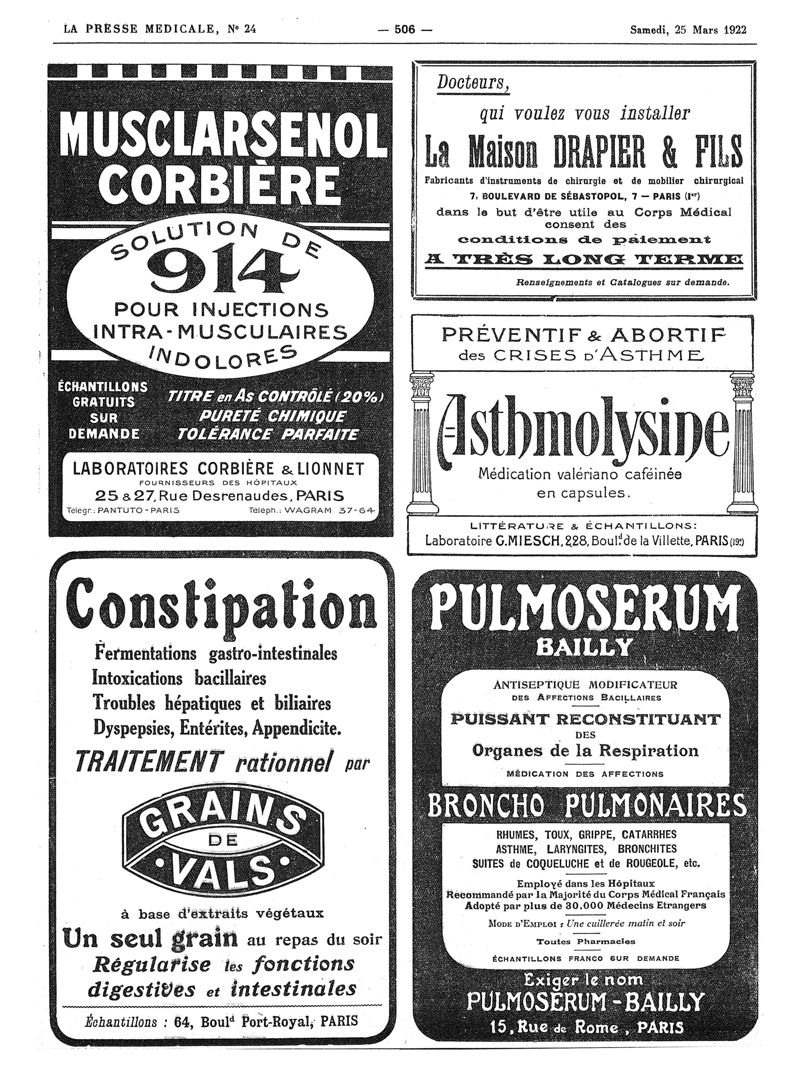 LA PRESSE MEDICALE, N° 24
— 506 —
Samedi, 25 Mars 1922
MUSCLARSENOL
CORBIÈRE
SOLUTION DE
914
POUR INJECTIONS
INTRA-MUSCULAIRES
INDOLORES
ÉCHANTILLONS
GRATUITS
SUR
DEMANDE
TITRE en As CONTRÔLÉ (20%)
PURETÉ CHIMIQUE
TOLÉRANCE PARFAITE
LABORATOIRES CORBIÈRE & LIONNET
FOURNISSEURS DES HÔPITAUX
25 & 27, Rue Desrenaudes, PARIS
Télégr.: PANTUTO-PARIS
Téléph.: WAGRAM 37-64
Docteurs,
qui voulez vous installer
La Maison DRAPIER & FILS
Fabricants d'instruments de chirurgie et de mobilier chirurgical
7, BOULEVARD DE SÉBASTOPOL, 7 — PARIS (Ier)
dans le but d'être utile au Corps Médical
consent des
conditions de paiement
A TRÈS LONG TERME
Renseignements et Catalogues sur demande.
PRÉVENTIF & ABORTIF
des CRISES D'ASTHME
Asthmolysine
Médication valériano caféinée
en capsules.
LITTÉRATURE & ÉCHANTILLONS:
Laboratoire G. MIESCH, 228, Boul.d de la Villette, PARIS (19e)
Constipation
Fermentations gastro-intestinales
Intoxications bacillaires
Troubles hépatiques et biliaires
Dyspepsies, Entérites, Appendicite.
TRAITEMENT rationnel par
GRAINS
DE
·VALS·
à base d'extraits végétaux
Un seul grain au repas du soir
Régularise les fonctions
digestives et intestinales
Échantillons : 64, Bould Port-Royal, PARIS
PULMOSERUM
BAILLY
ANTISEPTIQUE MODIFICATEUR
DES AFFECTIONS BACILLAIRES
PUISSANT RECONSTITUANT
DES
Organes de la Respiration
MÉDICATION DES AFFECTIONS
BRONCHO PULMONAIRES
RHUMES, TOUX, GRIPPE, CATARRHES
ASTHME, LARYNGITES, BRONCHITES
SUITES de COQUELUCHE et de ROUGEOLE, etc.
Employé dans les Hôpitaux
Recommandé par la Majorité du Corps Médical Français
Adopté par plus de 30.000 Médecins Etrangers
MODE D'EMPLOI : Une cuillerée matin et soir
Toutes Pharmacies
ÉCHANTILLONS FRANCO SUR DEMANDE
Exiger le nom
PULMOSERUM-BAILLY
15, Rue de Rome, PARIS